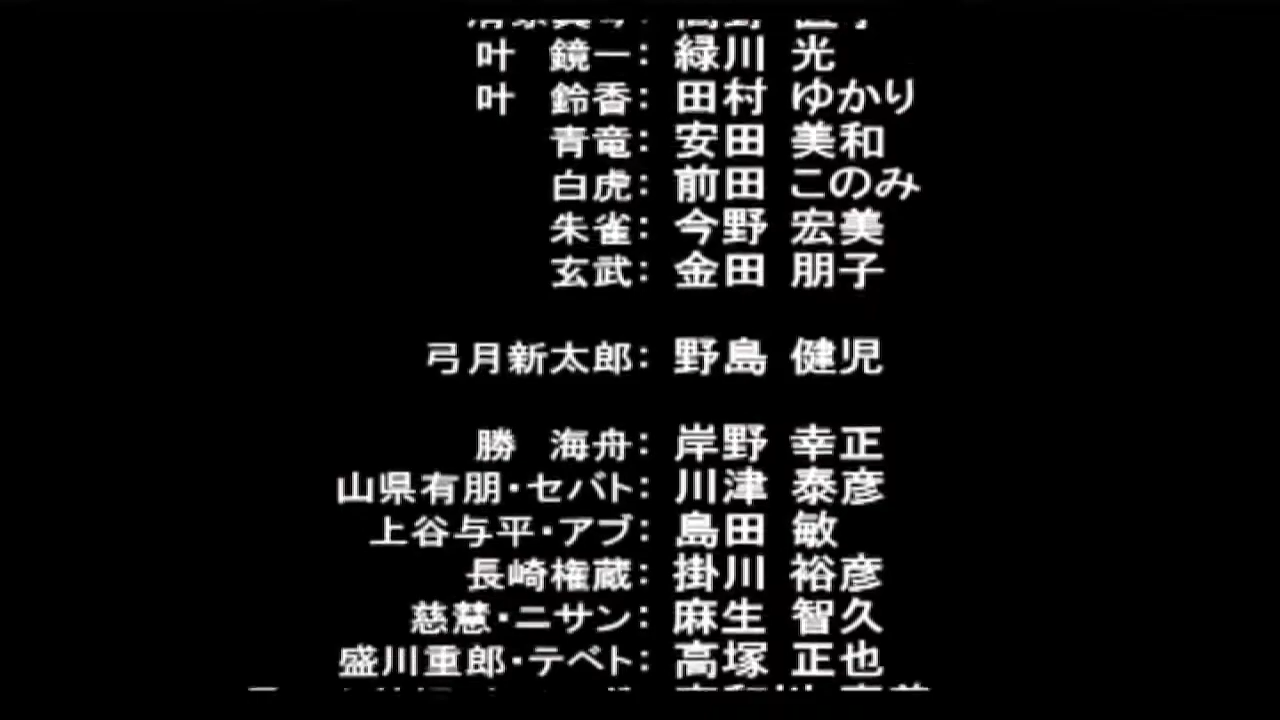 叶　鏡一: 緑川 光
叶　鈴香: 田村 ゆかり
青竜: 安田 美和
白虎: 前田 このみ
朱雀: 今野 宏美
玄武: 金田 朋子
弓月新太郎: 野島 健児
勝　海舟: 岸野 幸正
山県有朋・セバト: 川津 泰彦
上谷与平・アブ: 島田 敏
長崎権蔵: 掛川 裕彦
慈慧・ニサン: 麻生 智久
盛川重郎・テベト: 高塚 正也